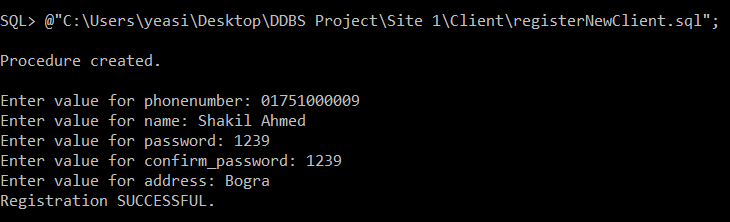 SQL> @"C:\Users\yeasi\Desktop\DDBS Project\Site 1\Client\registerNewClient.sql";
Procedure created.
Enter value for phonenumber: 01751000009
Enter value for name: Shakil Ahmed
Enter value for password: 1239
Enter value for confirm_password: 1239
Enter value for address: Bogra
Registration SUCCESSFUL.